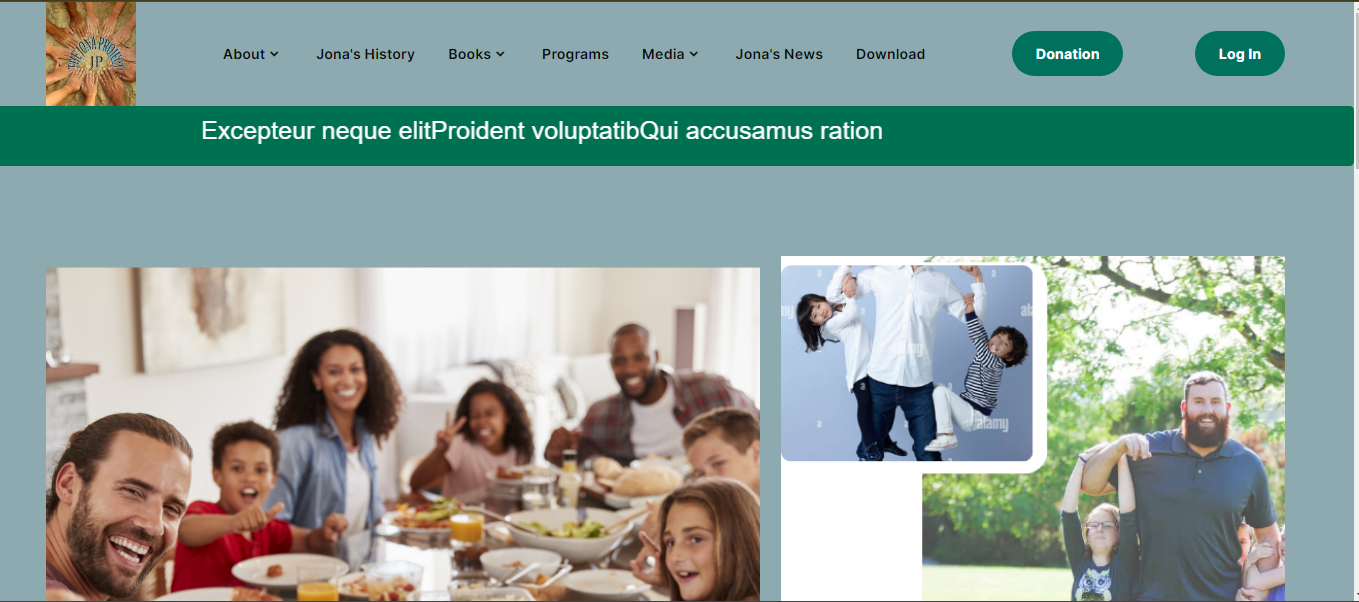 THE JONA PROJECT
JP
About
Jona's History
Books
Programs
Media
Jona's News
Download
Donation
Log In
Excepteur neque elitProident voluptatibQui accusamus ration
a
a
alamy
a
a
a
alamy